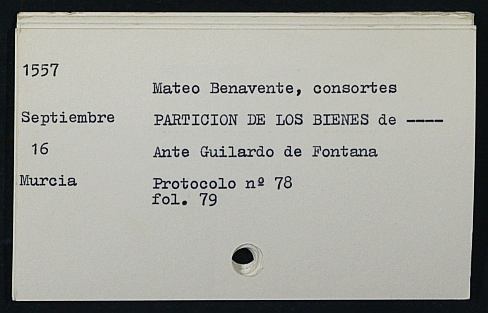 1557
Mateo Benavente, consortes
Septiembre PARTICION DE LOS BIENES de ----
16 Ante Guilardo de Fontana
Murcia Protocolo nº 78
fol. 79